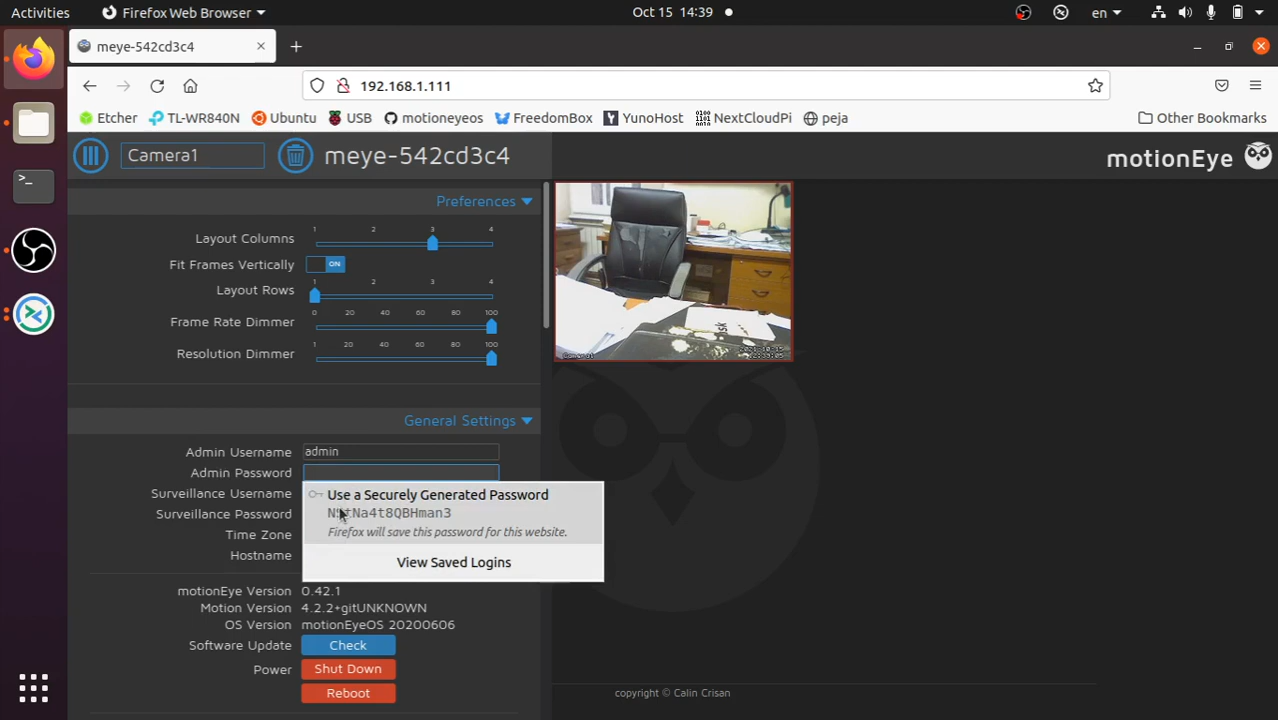 Activities Firefox Web Browser Oct 15 14:39 en
meye-542cd3c4
192.168.1.111
Etcher TL-WR840N Ubuntu USB motioneyeos FreedomBox YunoHost NextCloudPi peja Other Bookmarks
Camera1 meye-542cd3c4 motionEye
Preferences
1 2 3 4
Layout Columns
Fit Frames Vertically ON
1 2 3 4
Layout Rows
0 20 40 60 80 100
Frame Rate Dimmer
1 20 40 60 80 100
Resolution Dimmer
Camera1
General Settings
Admin Username admin
Admin Password
Surveillance Username
Surveillance Password
Time Zone
Hostname
Use a Securely Generated Password
Firefox will save this password for this website.
View Saved Logins
motionEye Version 0.42.1
Motion Version 4.2.2+gitUNKNOWN
OS Version motionEyeOS 20200606
Software Update Check
Power Shut Down
Reboot
copyright © Calin Crisan